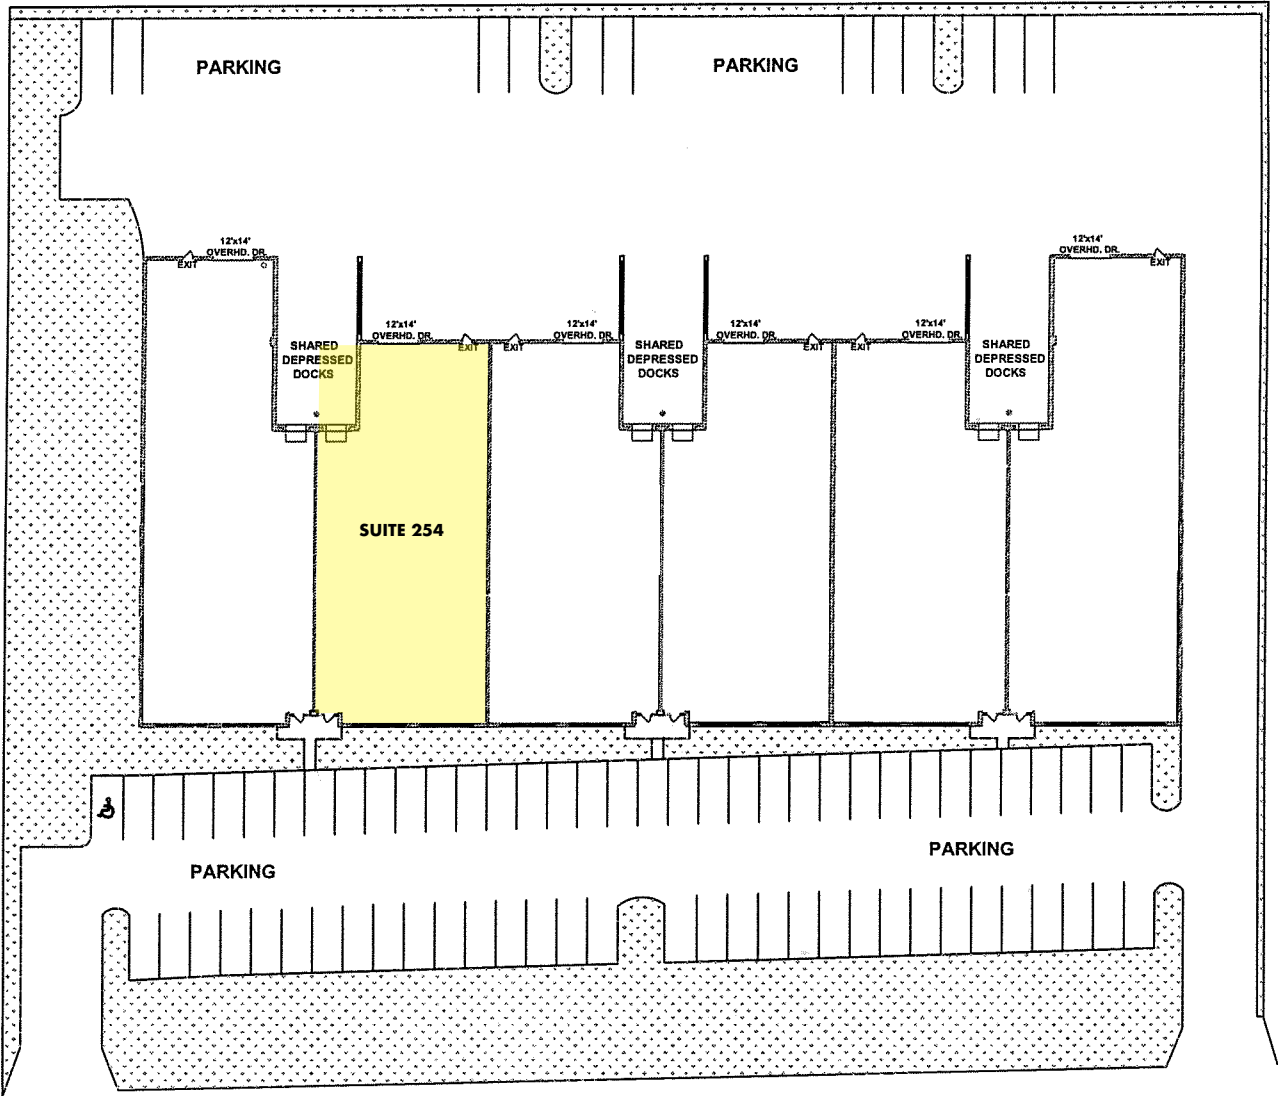 PARKING
PARKING
12'x14'
OVERHD. DR.
EXIT
12'x14'
OVERHD. DR.
EXIT
12'x14'
OVERHD. DR.
EXIT
EXIT
12'x14'
OVERHD. DR.
12'x14'
OVERHD. DR.
EXIT
EXIT
12'x14'
OVERHD. DR.
SHARED
DEPRESSED
DOCKS
SHARED
DEPRESSED
DOCKS
SHARED
DEPRESSED
DOCKS
SUITE 254
PARKING
PARKING